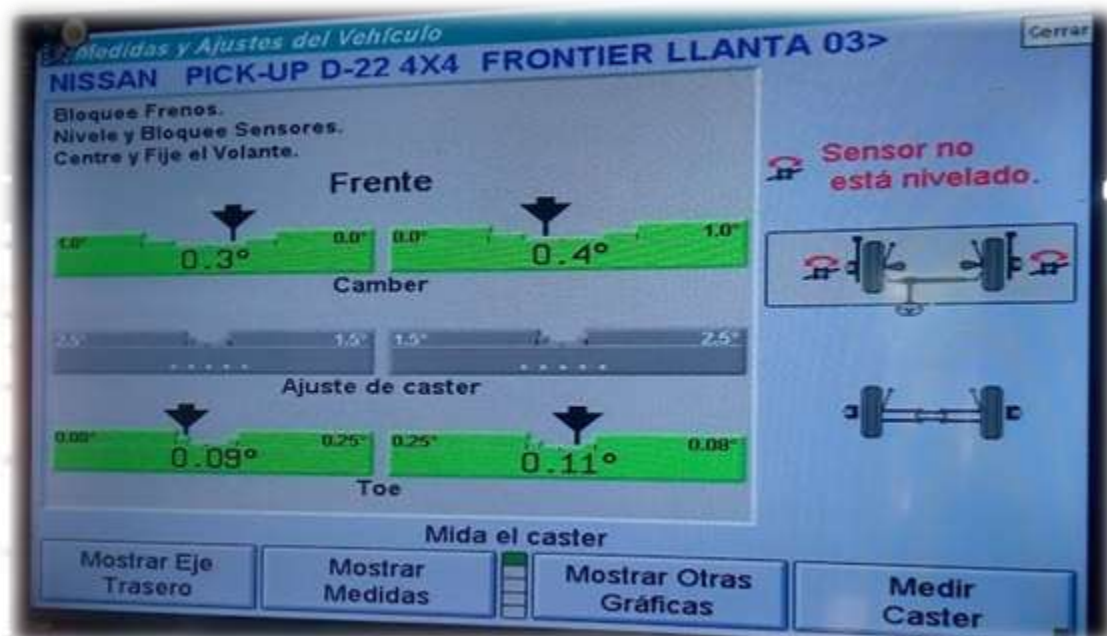 Medidas y Ajustes del Vehículo
Cerrar
NISSAN PICK-UP D-22 4X4 FRONTIER LLANTA 03>
Bloquee Frenos.
Nivele y Bloquee Sensores.
Centre y Fije el Volante.
Sensor no
está nivelado.
Frente
1.0° 0.3° 0.0° 0.0° 0.4° 1.0°
Camber
2.5° 1.5° 1.5° 2.5°
Ajuste de caster
0.08° 0.09° 0.25° 0.25° 0.11° 0.08°
Toe
Mida el caster
Mostrar Eje
Trasero
Mostrar
Medidas
Mostrar Otras
Gráficas
Medir
Caster